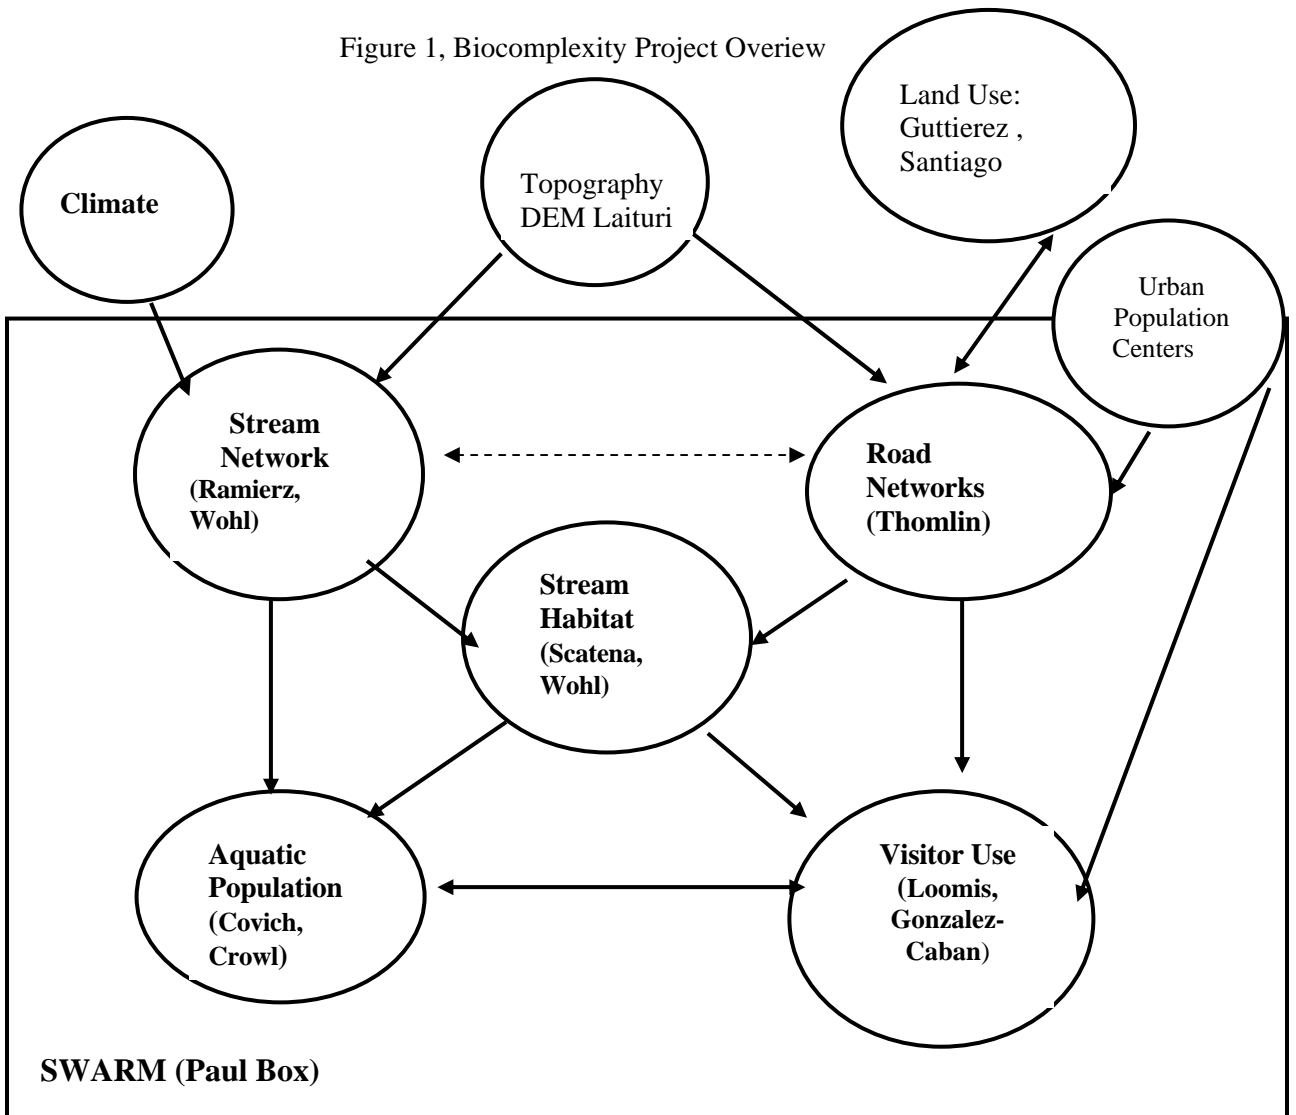 Figure 1, Biocomplexity Project Overiew
Land Use:
Guttierez ,
Santiago
Climate
Topography
DEM Laituri
Urban
Population
Centers
Stream
Network
(Ramierz,
Wohl)
Road
Networks
(Thomlin)
Stream
Habitat
(Scatena,
Wohl)
Aquatic
Population
(Covich,
Crowl)
Visitor Use
(Loomis,
Gonzalez-
Caban)
SWARM (Paul Box)